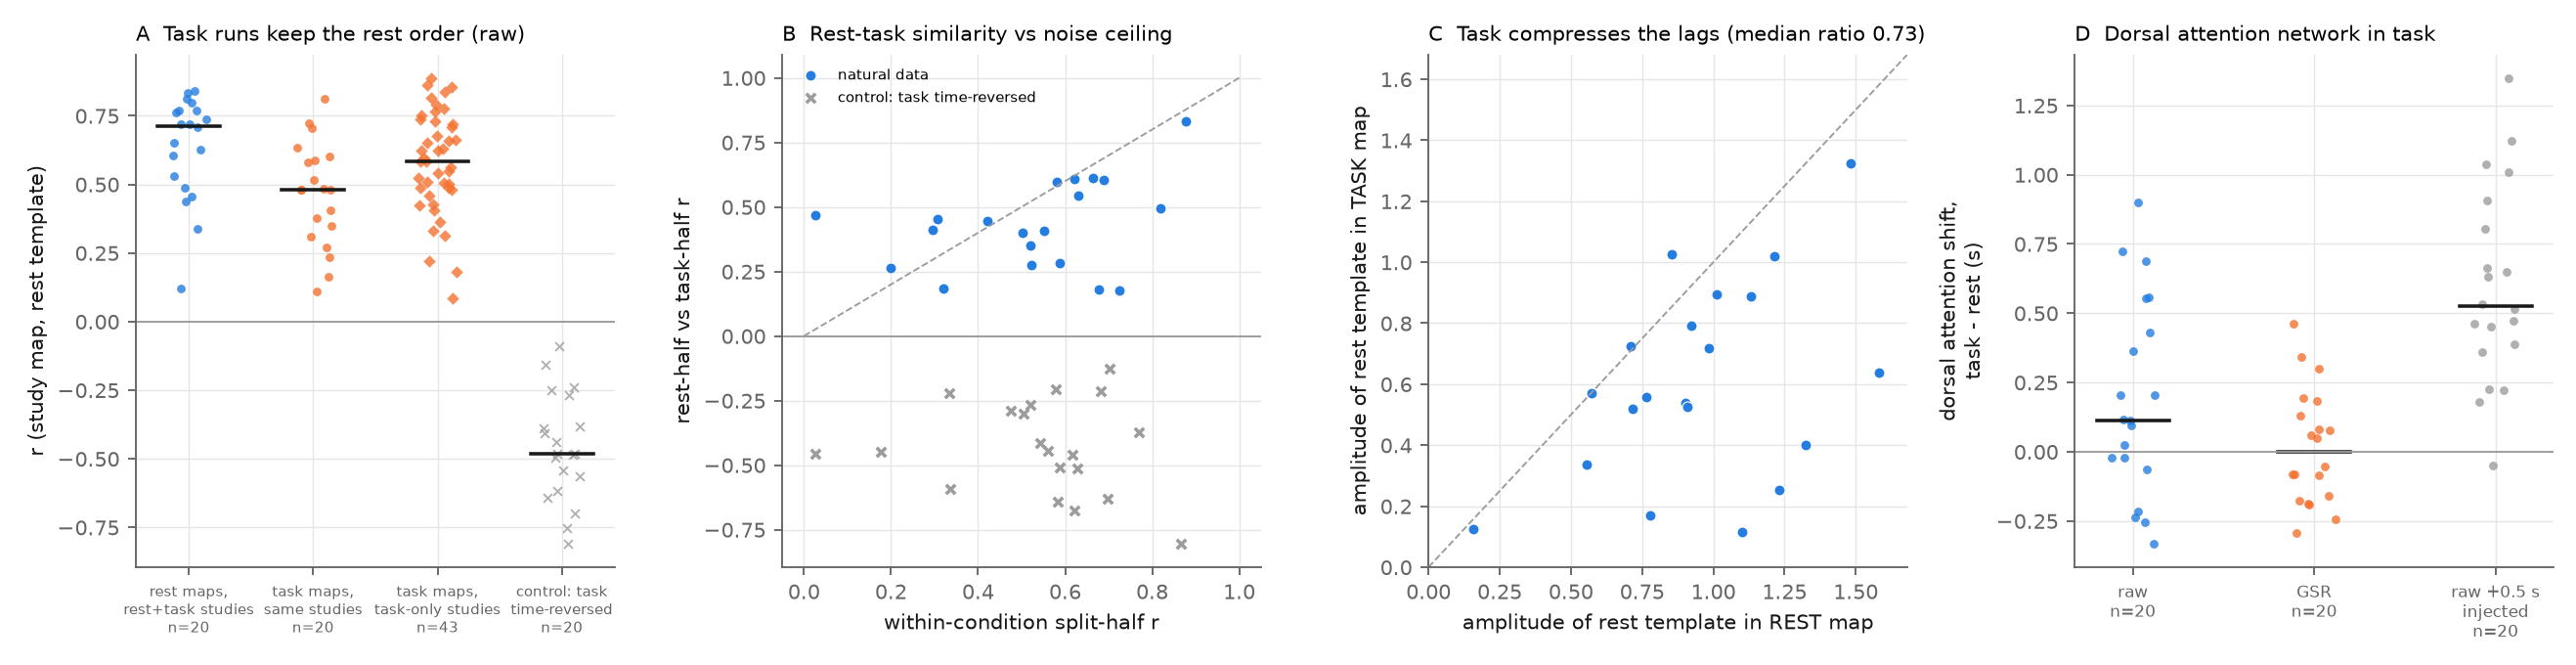 A  Task runs keep the rest order (raw)
r (study map, rest template)
0.75
0.50
0.25
0.00
−0.25
−0.50
−0.75
rest maps,
rest+task studies
n=20
task maps,
same studies
n=20
task maps,
task-only studies
n=43
control: task
time-reversed
n=20
B  Rest-task similarity vs noise ceiling
natural data
control: task time-reversed
rest-half vs task-half r
1.00
0.75
0.50
0.25
0.00
−0.25
−0.50
−0.75
0.0
0.2
0.4
0.6
0.8
1.0
within-condition split-half r
C  Task compresses the lags (median ratio 0.73)
amplitude of rest template in TASK map
1.6
1.4
1.2
1.0
0.8
0.6
0.4
0.2
0.0
0.00
0.25
0.50
0.75
1.00
1.25
1.50
amplitude of rest template in REST map
D  Dorsal attention network in task
dorsal attention shift,
task - rest (s)
1.25
1.00
0.75
0.50
0.25
0.00
−0.25
raw
n=20
GSR
n=20
raw +0.5 s
injected
n=20